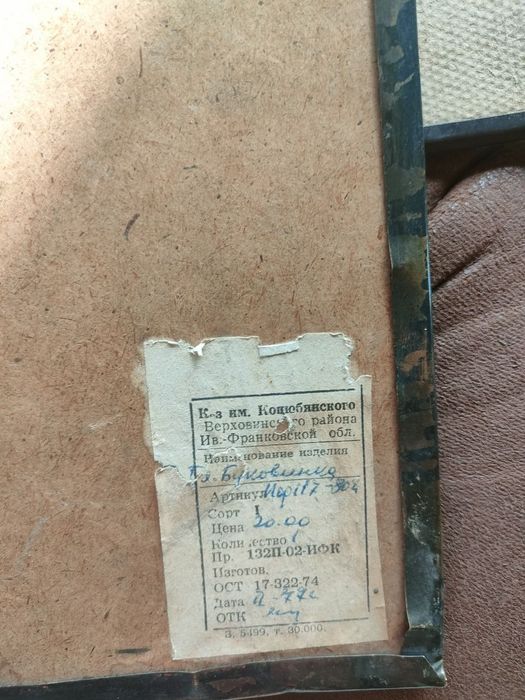 К-з им. Коцюбинского
Верховинского района
Ив.-Франковской обл.
Наименование изделия
Буковинка
Артикул
Сорт I
Цена 20.00
Количество 1
Пр. 132П-02-ИФК
Изготов.
ОСТ 17-322-74
Дата
ОТК
З. 5499, т. 30.000.